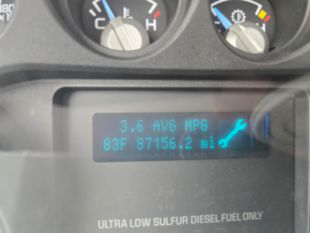 C H
3.6 AVG MPG
83F 87156.2 mi
ULTRA LOW SULFUR DIESEL FUEL ONLY